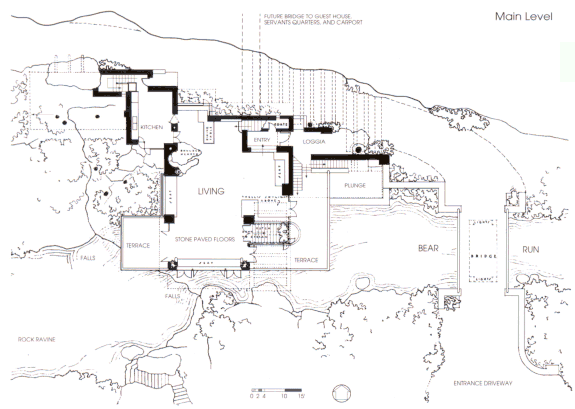 FUTURE BRIDGE TO GUEST HOUSE,
SERVANTS QUARTERS, AND CARPORT
Main Level
KITCHEN
ENTRY
LOGGIA
LIVING
PLUNGE
TERRACE
STONE PAVED FLOORS
BEAR
BRIDGE
RUN
FALLS
TERRACE
FALLS
ROCK RAVINE
ENTRANCE DRIVEWAY
0 2 4 10 15'